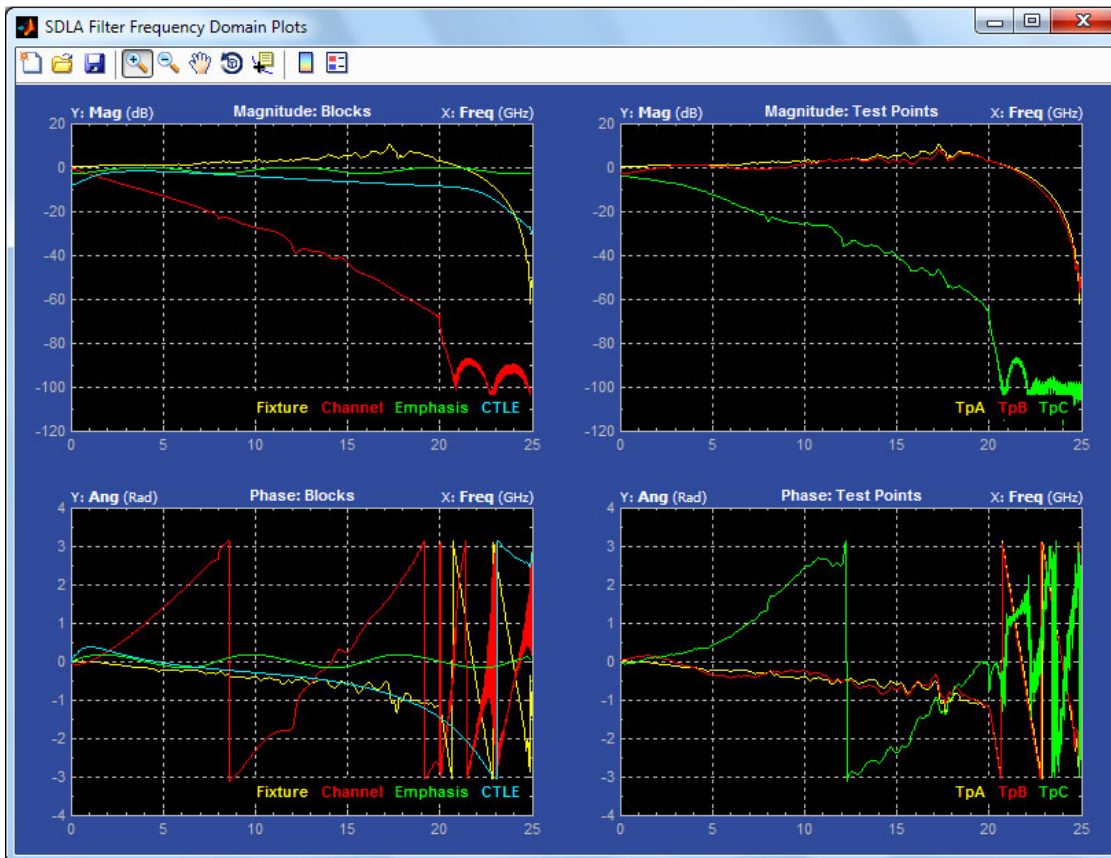 SDLA Filter Frequency Domain Plots
Y: Mag (dB) Magnitude: Blocks X: Freq (GHz)
20
0
-20
-40
-60
-80
-100
-120
Fixture Channel Emphasis CTLE
0 5 10 15 20 25
Y: Mag (dB) Magnitude: Test Points X: Freq (GHz)
20
0
-20
-40
-60
-80
-100
-120
TpA TpB TpC
0 5 10 15 20 25
Y: Ang (Rad) Phase: Blocks X: Freq (GHz)
4
3
2
1
0
-1
-2
-3
-4
Fixture Channel Emphasis CTLE
0 5 10 15 20 25
Y: Ang (Rad) Phase: Test Points X: Freq (GHz)
4
3
2
1
0
-1
-2
-3
-4
TpA TpB TpC
0 5 10 15 20 25